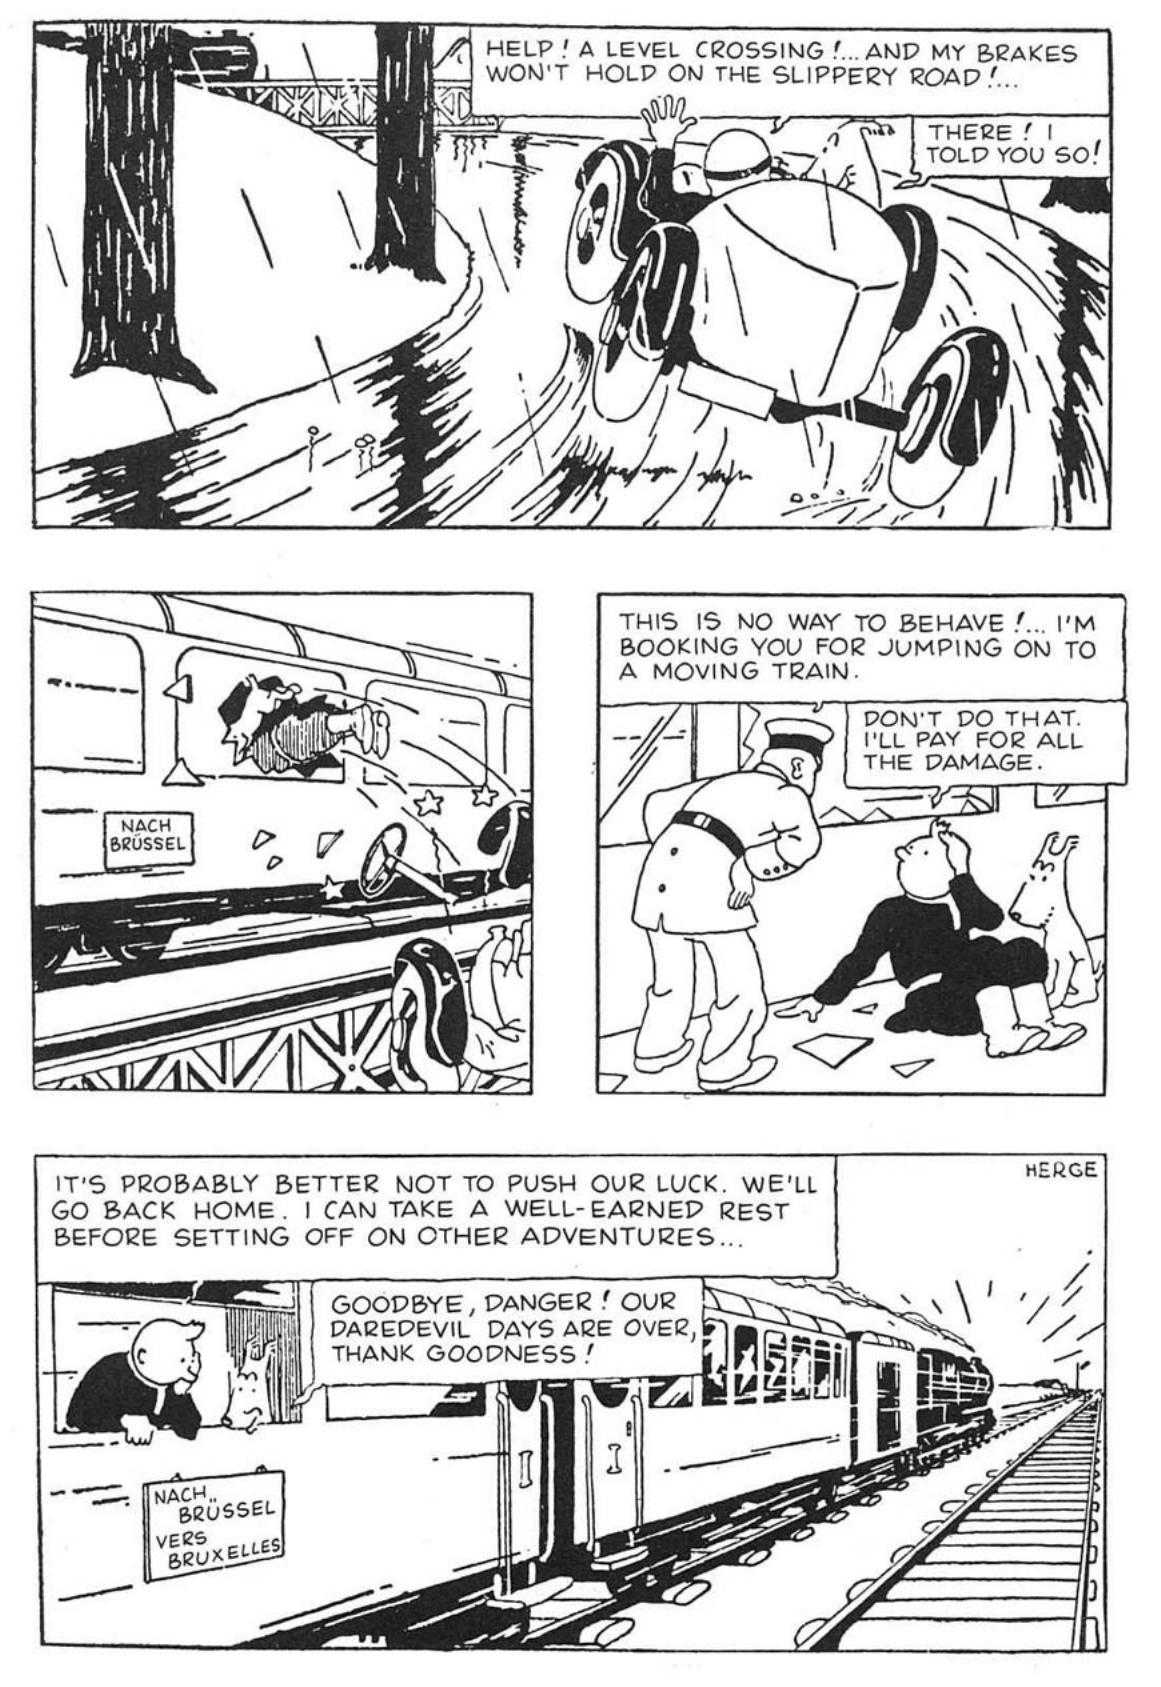 HELP! A LEVEL CROSSING!... AND MY BRAKES
WON'T HOLD ON THE SLIPPERY ROAD!...
THERE! I
TOLD YOU SO!
NACH
BRÜSSEL
THIS IS NO WAY TO BEHAVE!... I'M
BOOKING YOU FOR JUMPING ON TO
A MOVING TRAIN.
DON'T DO THAT.
I'LL PAY FOR ALL
THE DAMAGE.
IT'S PROBABLY BETTER NOT TO PUSH OUR LUCK. WE'LL
GO BACK HOME. I CAN TAKE A WELL-EARNED REST
BEFORE SETTING OFF ON OTHER ADVENTURES...
HERGE
GOODBYE, DANGER! OUR
DAREDEVIL DAYS ARE OVER,
THANK GOODNESS!
NACH
BRÜSSEL
VERS
BRUXELLES